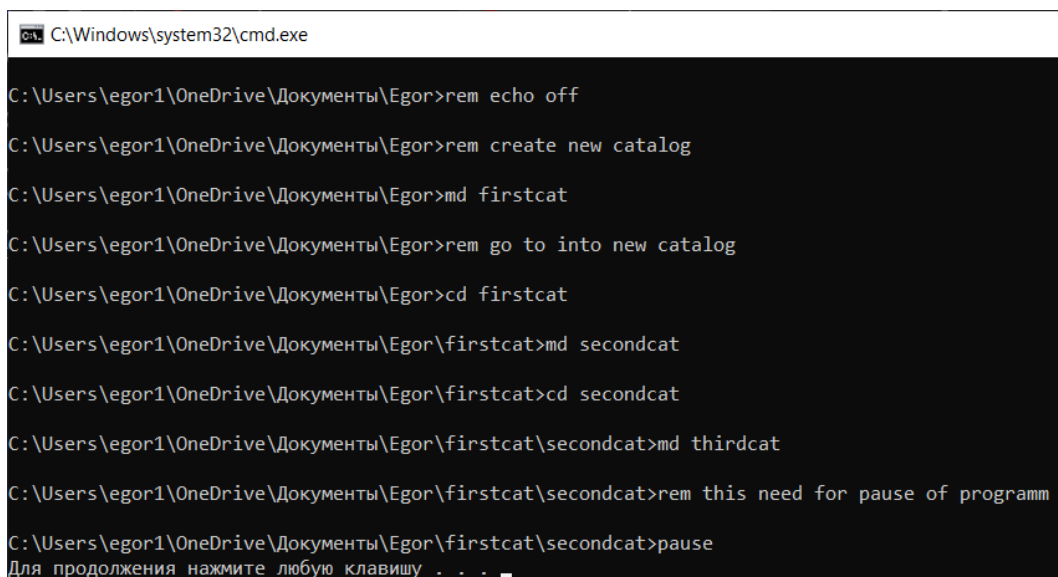 C:\Windows\system32\cmd.exe
C:\Users\egor1\OneDrive\Документы\Egor>rem echo off
C:\Users\egor1\OneDrive\Документы\Egor>rem create new catalog
C:\Users\egor1\OneDrive\Документы\Egor>md firstcat
C:\Users\egor1\OneDrive\Документы\Egor>rem go to into new catalog
C:\Users\egor1\OneDrive\Документы\Egor>cd firstcat
C:\Users\egor1\OneDrive\Документы\Egor\firstcat>md secondcat
C:\Users\egor1\OneDrive\Документы\Egor\firstcat>cd secondcat
C:\Users\egor1\OneDrive\Документы\Egor\firstcat\secondcat>md thirdcat
C:\Users\egor1\OneDrive\Документы\Egor\firstcat\secondcat>rem this need for pause of programm
C:\Users\egor1\OneDrive\Документы\Egor\firstcat\secondcat>pause
Для продолжения нажмите любую клавишу . . .